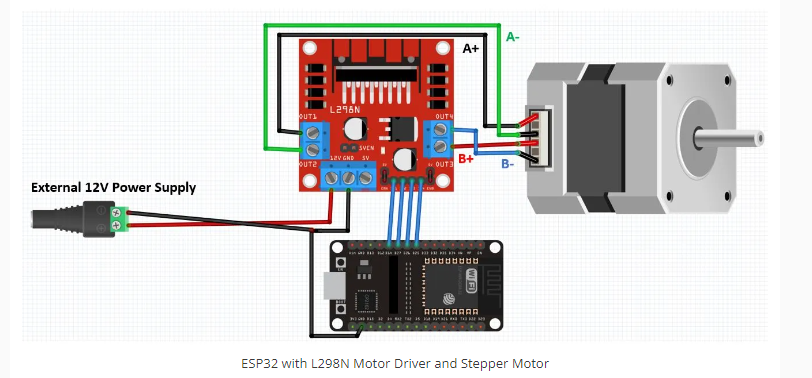 A-
A+
L298N
OUT1
OUT4
5VEN
OUT2
12V GND 5V
B+
OUT3
B-
External 12V Power Supply
WiFi
ESP32 with L298N Motor Driver and Stepper Motor